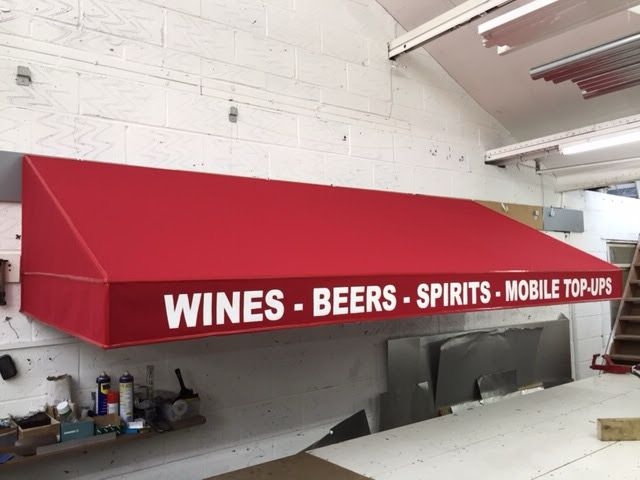 WINES - BEERS - SPIRITS - MOBILE TOP-UPS